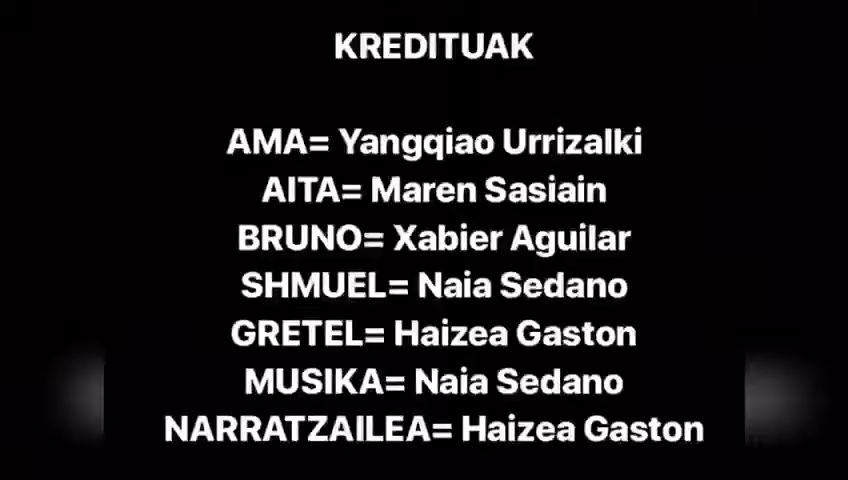 KREDITUAK
AMA= Yangqiao Urrizalki
AITA= Maren Sasiain
BRUNO= Xabier Aguilar
SHMUEL= Naia Sedano
GRETEL= Haizea Gaston
MUSIKA= Naia Sedano
NARRATZAILEA= Haizea Gaston